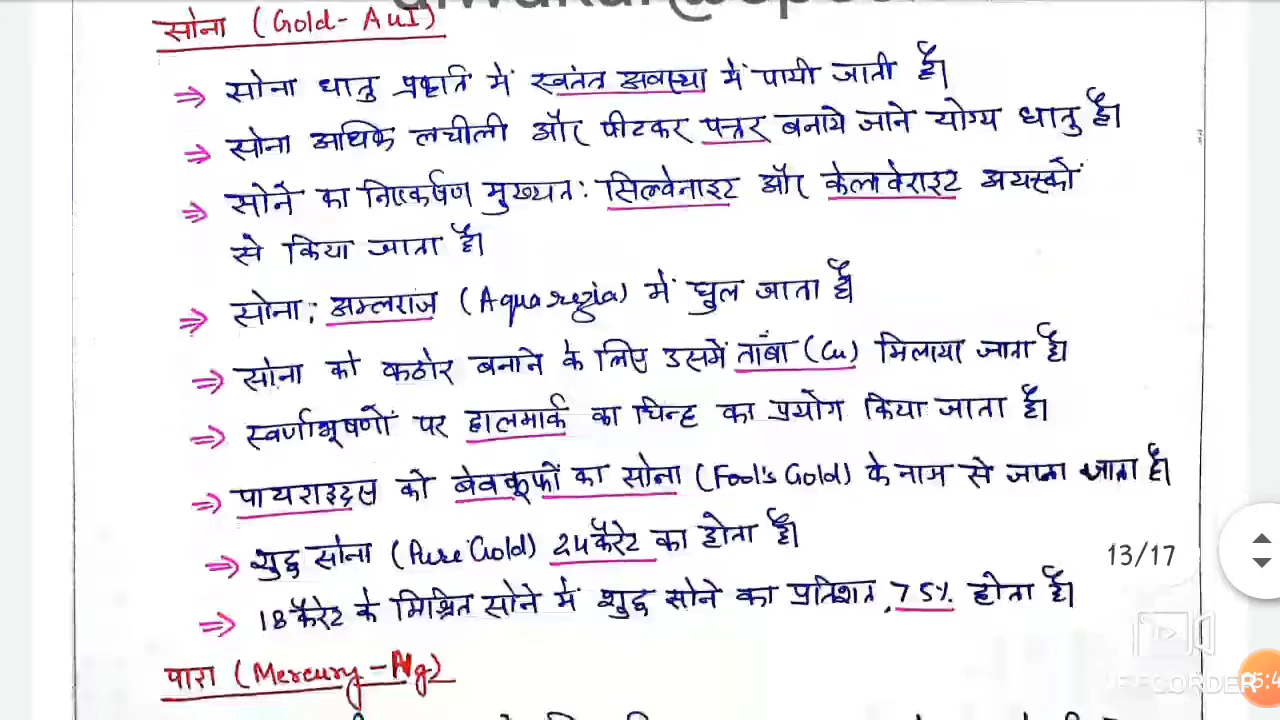 सोना (Gold-AuI)
⇒ सोना धातु प्रकृति में स्वतंत्र अवस्था में पायी जाती है।
⇒ सोना अधिक लचीली और पीटकर पत्तर बनाये जाने योग्य धातु है।
⇒ सोने का निष्कर्षण मुख्यत: सिल्वेनाइट और केलावेराइट अयस्कों
से किया जाता है।
⇒ सोना; अम्लराज (Aqua regia) में घुल जाता है
⇒ सोना को कठोर बनाने के लिए उसमें तांबा (Cu) मिलाया जाता है।
⇒ स्वर्णाभूषणों पर हालमार्क का चिन्ह का प्रयोग किया जाता है।
⇒ पायराइट्स को बेवकूफों का सोना (Fool's Gold) के नाम से जाना जाता है।
⇒ शुद्ध सोना (Pure Gold) 24 कैरेट का होता है।
13/17
⇒ 18 कैरेट के मिश्रित सोने में शुद्ध सोने का प्रतिशत, 75% होता है।
पारा (Mercury-Hg)